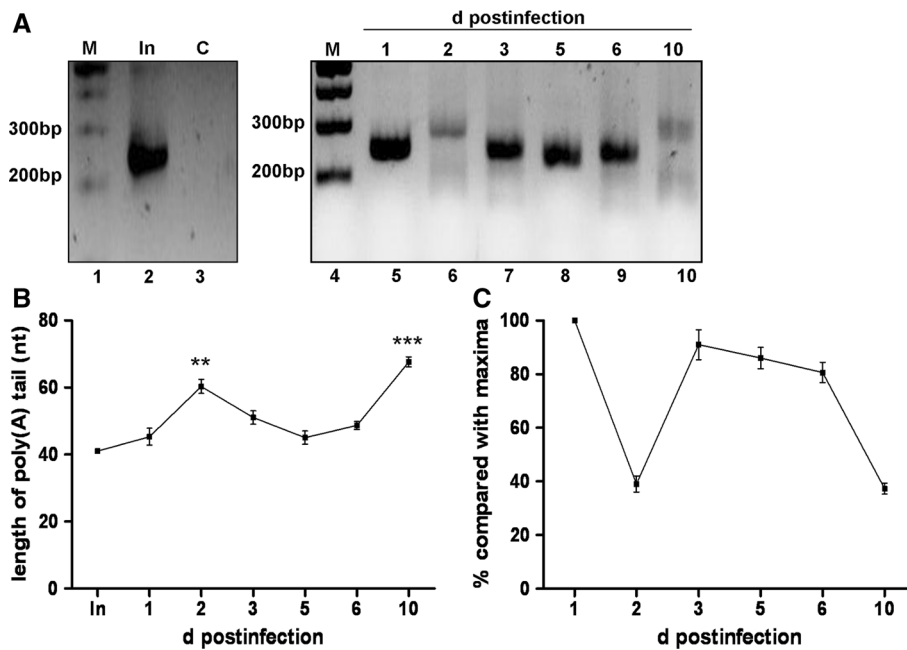 A
d postinfection
M In C
M 1 2 3 5 6 10
300bp
200bp
300bp
200bp
1 2 3
4 5 6 7 8 9 10
B
length of poly(A) tail (nt)
80
60
40
20
0
**
***
In 1 2 3 5 6 10
d postinfection
C
% compared with maxima
100
80
60
40
20
0
1 2 3 5 6 10
d postinfection